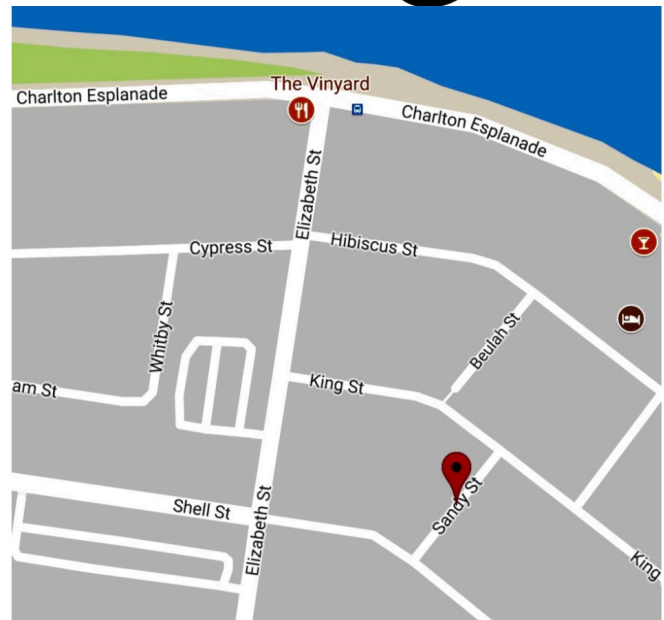 The Vinyard
Charlton Esplanade
Charlton Esplanade
Elizabeth St
Cypress St
Hibiscus St
Whitby St
Beulah St
am St
King St
Sandy St
Shell St
Elizabeth St
King